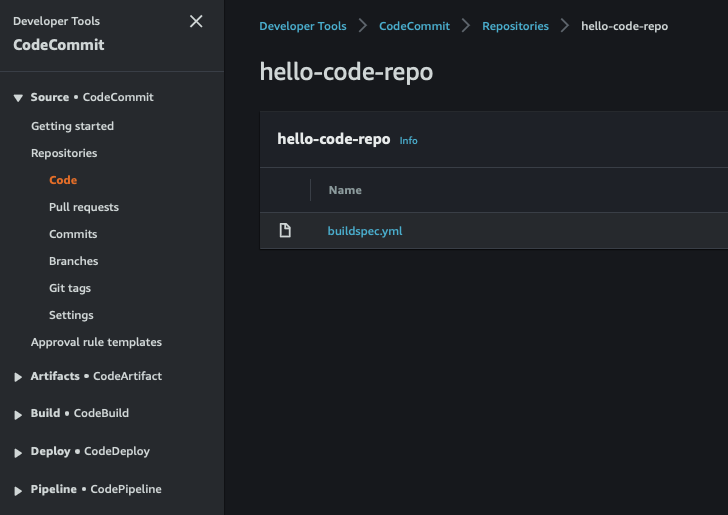 Developer Tools
CodeCommit
Source • CodeCommit
Getting started
Repositories
Code
Pull requests
Commits
Branches
Git tags
Settings
Approval rule templates
Artifacts • CodeArtifact
Build • CodeBuild
Deploy • CodeDeploy
Pipeline • CodePipeline
Developer Tools > CodeCommit > Repositories > hello-code-repo
hello-code-repo
hello-code-repo Info
Name
buildspec.yml